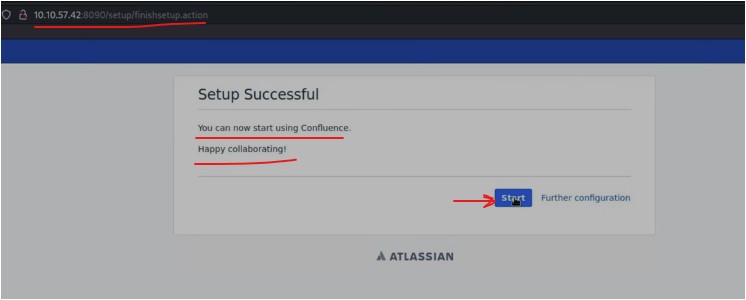 10.10.57.42:8090/setup/finishsetup.action
Setup Successful
You can now start using Confluence.
Happy collaborating!
Start Further configuration
ATLASSIAN